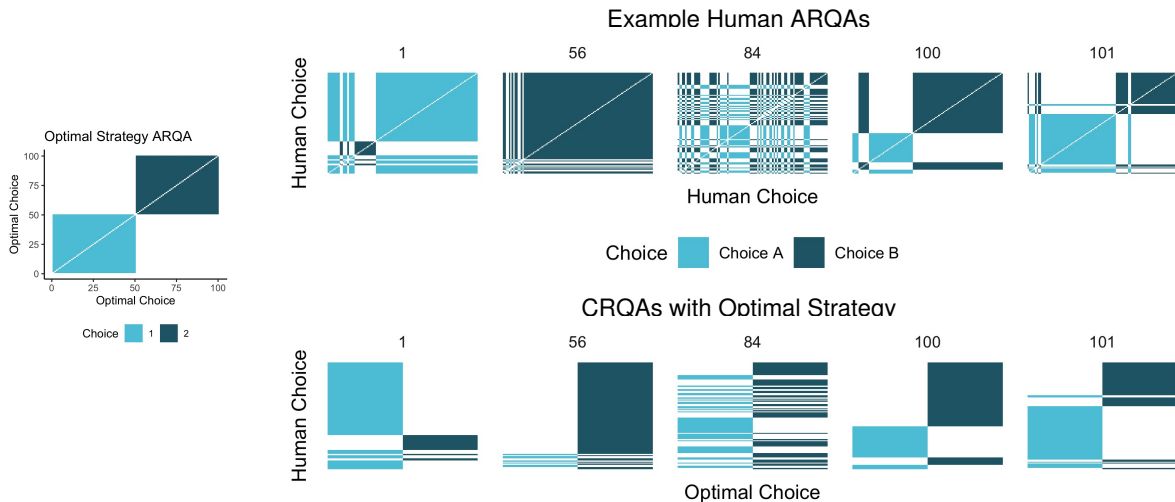 Example Human ARQAs
1 56 84 100 101
Human Choice
Human Choice
Optimal Strategy ARQA
100
75
50
25
0
Optimal Choice
0 25 50 75 100
Optimal Choice
Choice 1 2
Choice Choice A Choice B
CRQAs with Optimal Strategy
1 56 84 100 101
Human Choice
Optimal Choice